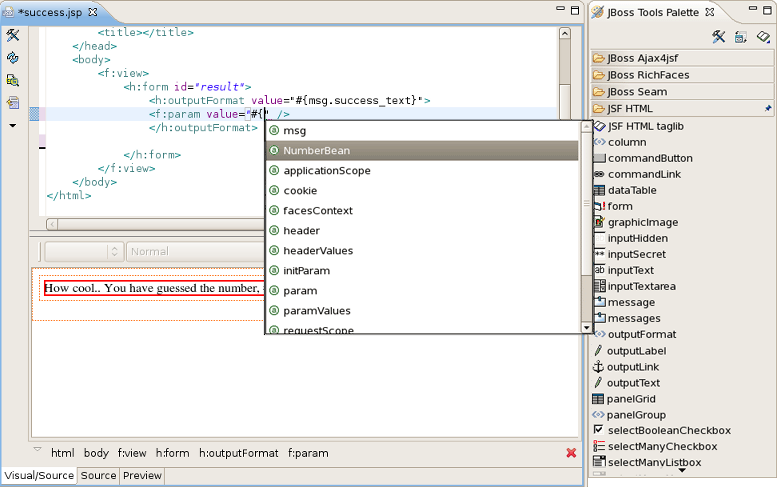 *success.jsp
<title></title>
</head>
<body>
<f:view>
<h:form id="result">
<h:outputFormat value="#{msg.success_text}">
<f:param value="#{" />
</h:outputFormat>
</h:form>
</f:view>
</body>
</html>
msg
NumberBean
applicationScope
cookie
facesContext
header
headerValues
initParam
param
paramValues
requestScope
Normal
How cool.. You have guessed the number,
html body f:view h:form h:outputFormat f:param
Visual/Source Source Preview
JBoss Tools Palette
JBoss Ajax4jsf
JBoss RichFaces
JBoss Seam
JSF HTML
JSF HTML taglib
column
commandButton
commandLink
dataTable
form
graphicImage
inputHidden
inputSecret
inputText
inputTextarea
message
messages
outputFormat
outputLabel
outputLink
outputText
panelGrid
panelGroup
selectBooleanCheckbox
selectManyCheckbox
selectManyListbox